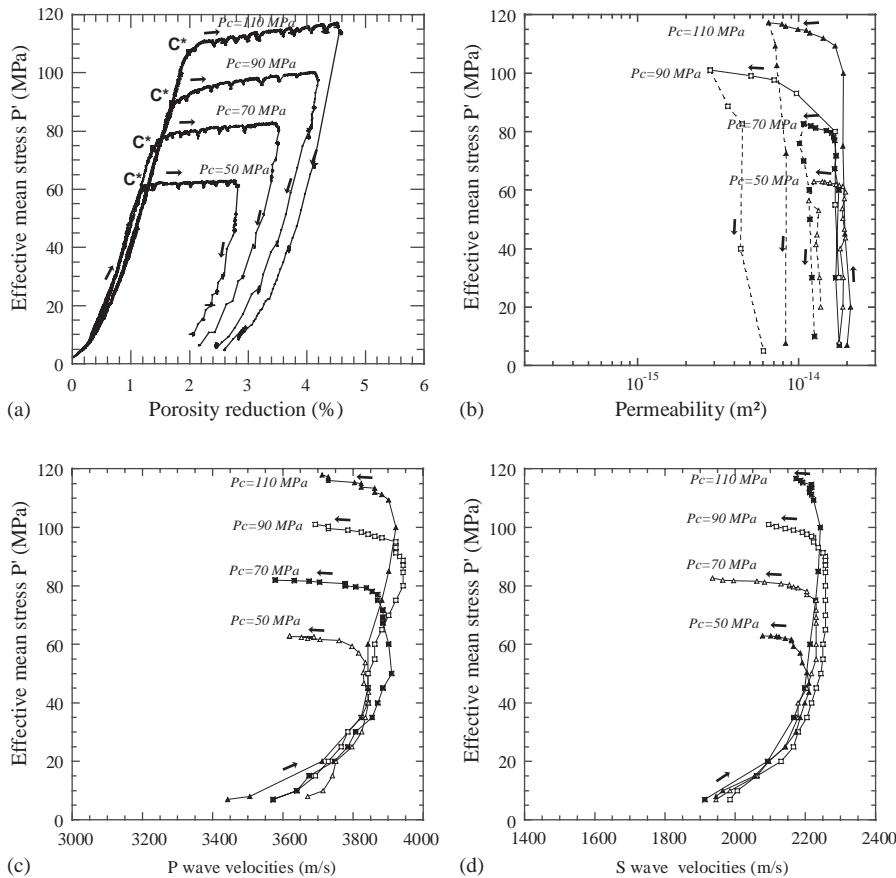 120
100
80
60
40
20
0
Effective mean stress P' (MPa)
Pc=110 MPa
C*
Pc=90 MPa
C*
Pc=70 MPa
C*
Pc=50 MPa
C*
0 1 2 3 4 5 6
(a)
Porosity reduction (%)
120
100
80
60
40
20
0
Effective mean stress P' (MPa)
Pc=110 MPa
Pc=90 MPa
Pc=70 MPa
Pc=50 MPa
10-15 10-14
(b)
Permeability (m²)
120
100
80
60
40
20
0
Effective mean stress P' (MPa)
Pc=110 MPa
Pc=90 MPa
Pc=70 MPa
Pc=50 MPa
3000 3200 3400 3600 3800 4000
(c)
P wave velocities (m/s)
120
100
80
60
40
20
0
Effective mean stress P' (MPa)
Pc=110 MPa
Pc=90 MPa
Pc=70 MPa
Pc=50 MPa
1400 1600 1800 2000 2200 2400
(d)
S wave velocities (m/s)